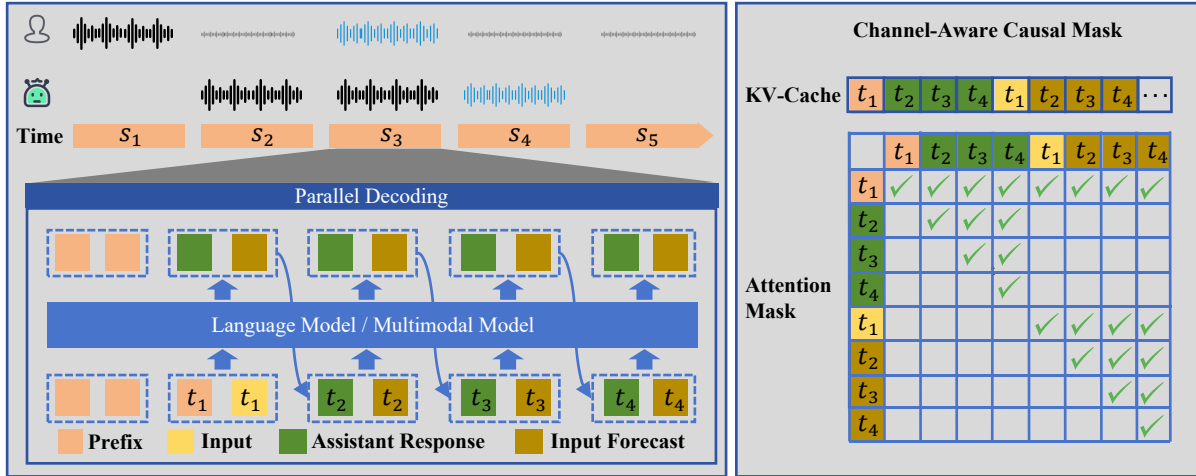 Time s₁ s₂ s₃ s₄ s₅
Parallel Decoding
Language Model / Multimodal Model
t₁ t₁ t₂ t₂ t₃ t₃ t₄ t₄
Prefix Input Assistant Response Input Forecast
Channel-Aware Causal Mask
KV-Cache t₁ t₂ t₃ t₄ t₁ t₂ t₃ t₄ ···
t₁ t₂ t₃ t₄ t₁ t₂ t₃ t₄
t₁ ✓ ✓ ✓ ✓ ✓ ✓ ✓ ✓
t₂ ✓ ✓ ✓
t₃ ✓ ✓
Attention
Mask
t₄ ✓
t₁ ✓ ✓ ✓ ✓
t₂ ✓ ✓ ✓
t₃ ✓ ✓
t₄ ✓